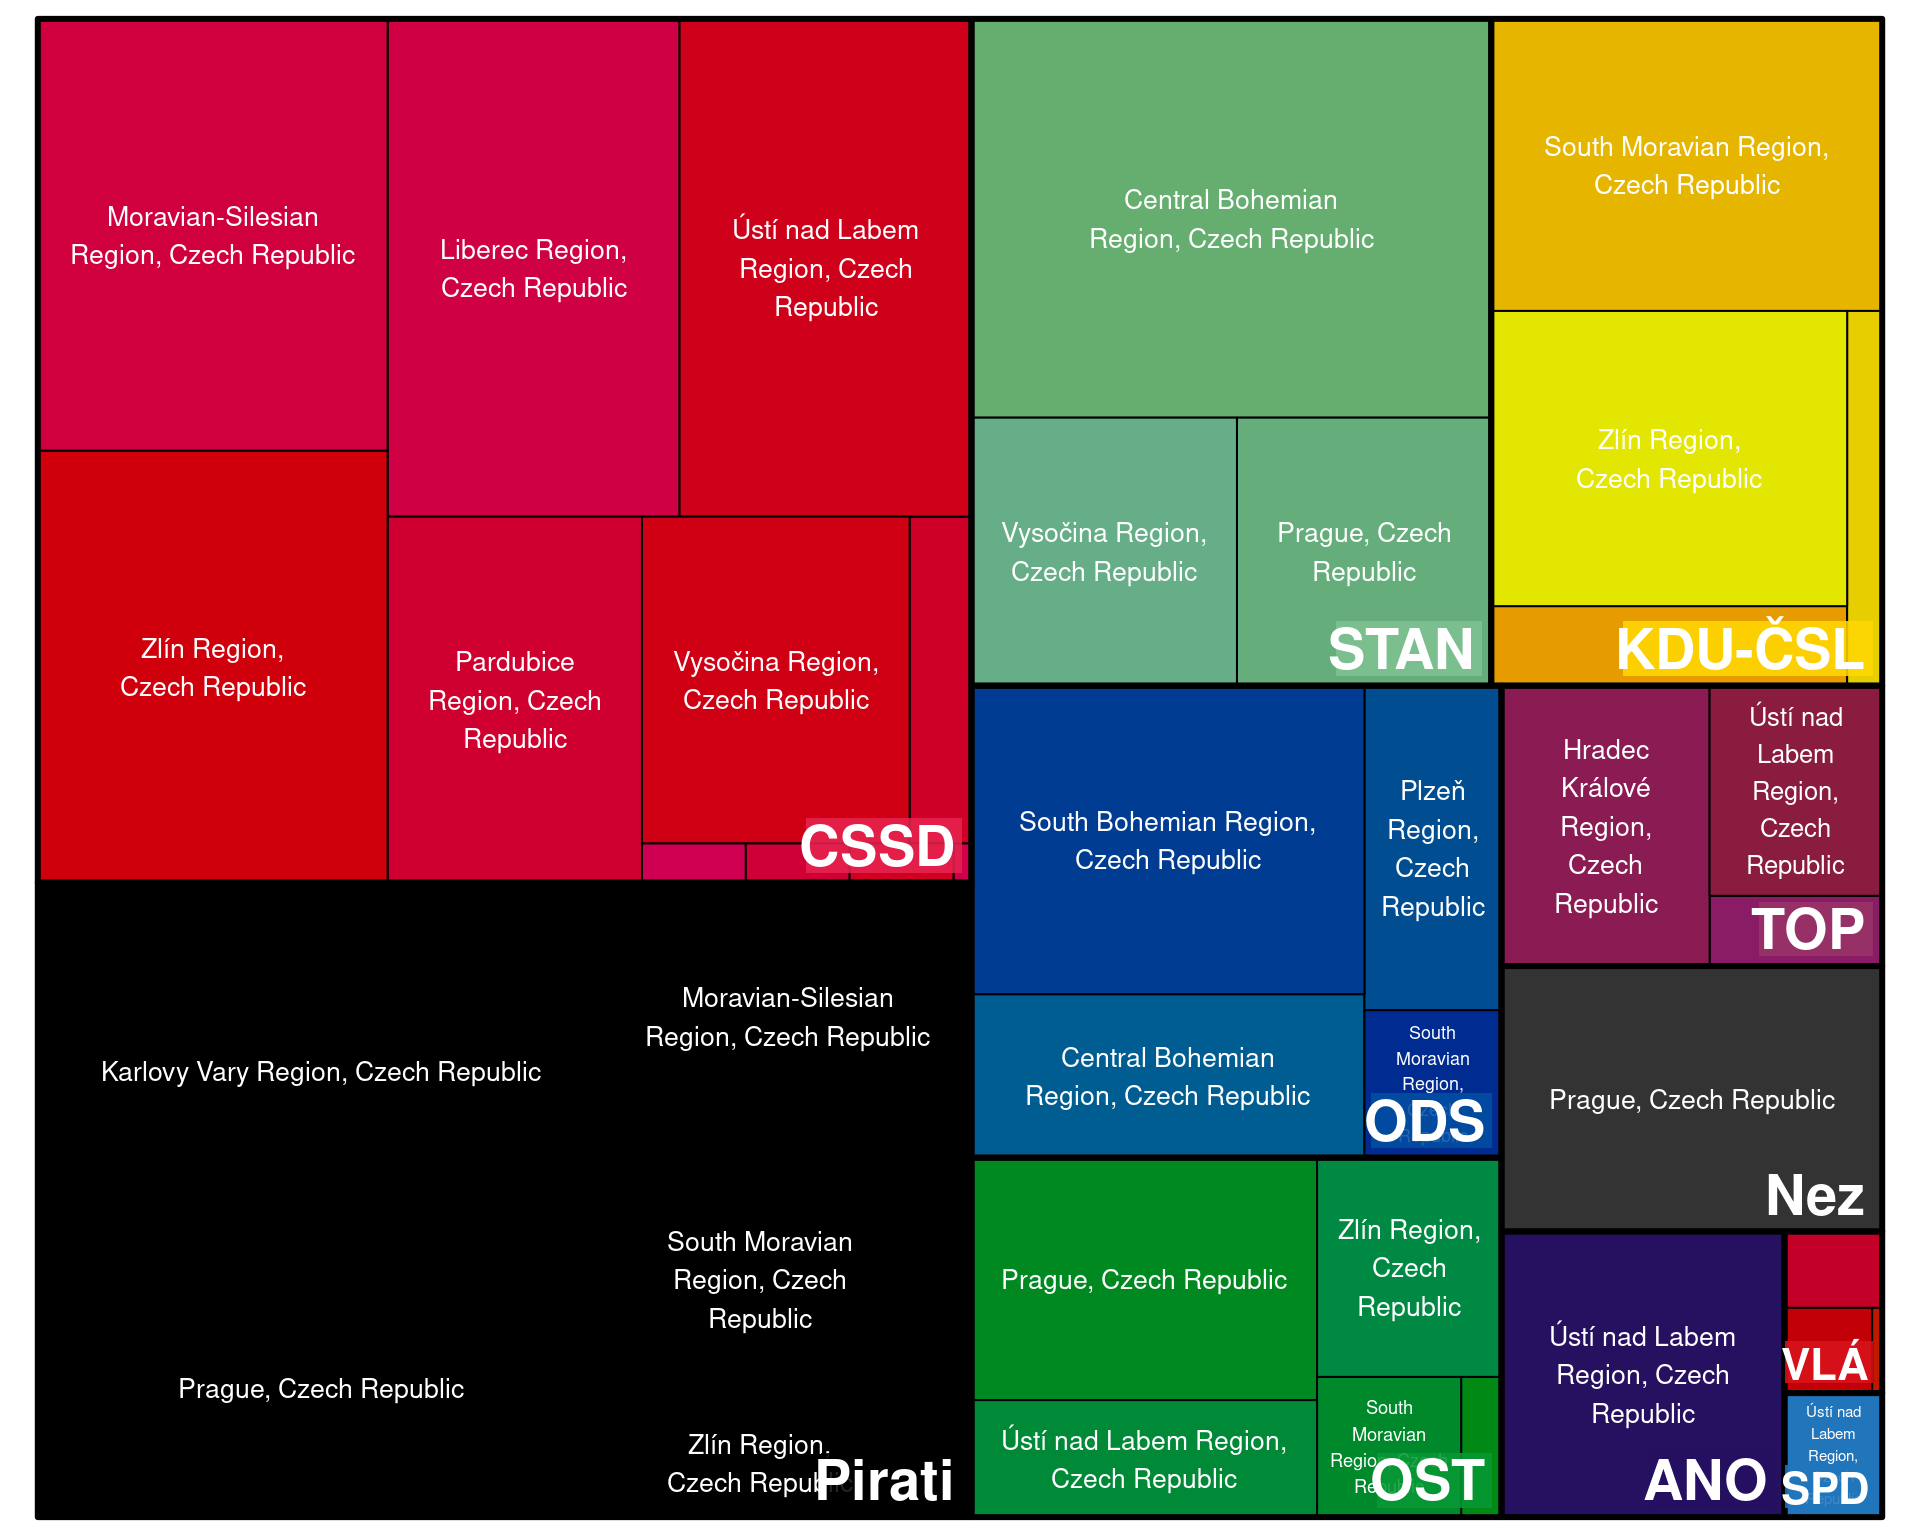 Moravian-Silesian
Region, Czech Republic
Liberec Region,
Czech Republic
Ústí nad Labem
Region, Czech
Republic
Zlín Region,
Czech Republic
Pardubice
Region, Czech
Republic
Vysočina Region,
Czech Republic
CSSD
Karlovy Vary Region, Czech Republic
Moravian-Silesian
Region, Czech Republic
Prague, Czech Republic
South Moravian
Region, Czech
Republic
Zlín Region,
Czech Republic
Pirati
Central Bohemian
Region, Czech Republic
Vysočina Region,
Czech Republic
Prague, Czech
Republic
STAN
South Moravian Region,
Czech Republic
Zlín Region,
Czech Republic
KDU-ČSL
South Bohemian Region,
Czech Republic
Plzeň
Region,
Czech
Republic
Central Bohemian
Region, Czech Republic
South
Moravian
Region,
ODS
Hradec
Králové
Region,
Czech
Republic
Ústí nad
Labem
Region,
Czech
Republic
TOP
Prague, Czech Republic
Nez
Prague, Czech Republic
Zlín Region,
Czech
Republic
Ústí nad Labem Region,
Czech Republic
South
Moravian
Region, Czech
Republic
OST
Ústí nad Labem
Region, Czech
Republic
ANO
VLÁ
Ústí nad
Labem
Region,
SPD